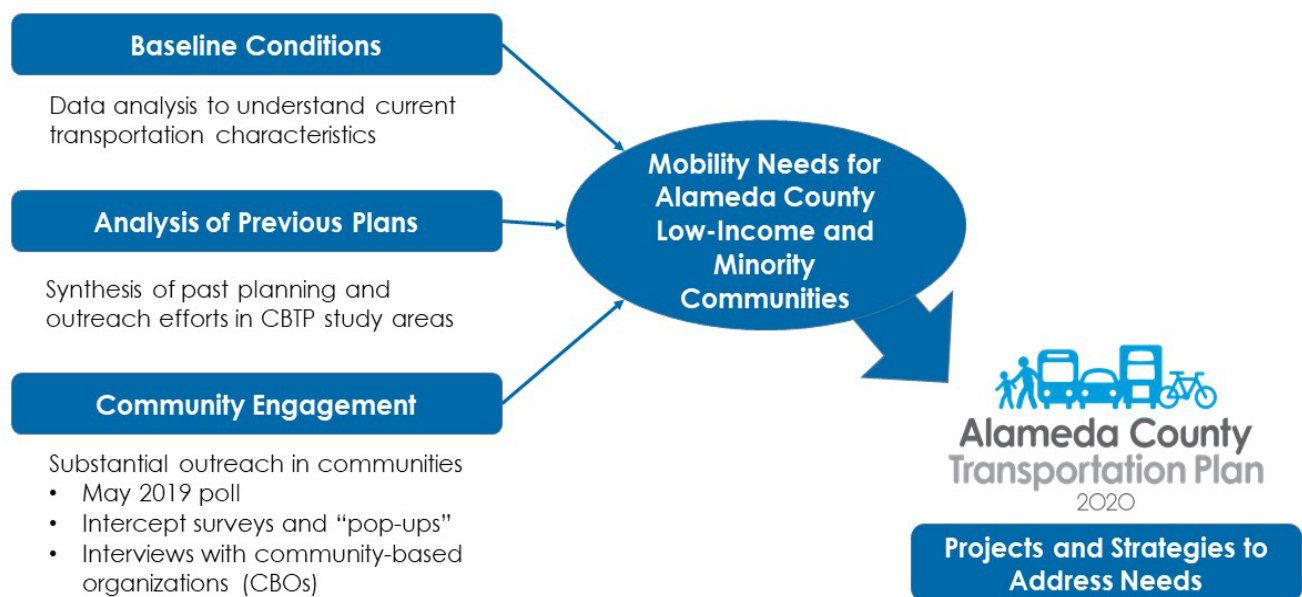 Baseline Conditions
Data analysis to understand current
transportation characteristics
Analysis of Previous Plans
Synthesis of past planning and
outreach efforts in CBTP study areas
Community Engagement
Substantial outreach in communities
• May 2019 poll
• Intercept surveys and “pop-ups”
• Interviews with community-based
organizations (CBOs)
Mobility Needs for
Alameda County
Low-Income and
Minority
Communities
Alameda County
Transportation Plan
2020
Projects and Strategies to
Address Needs